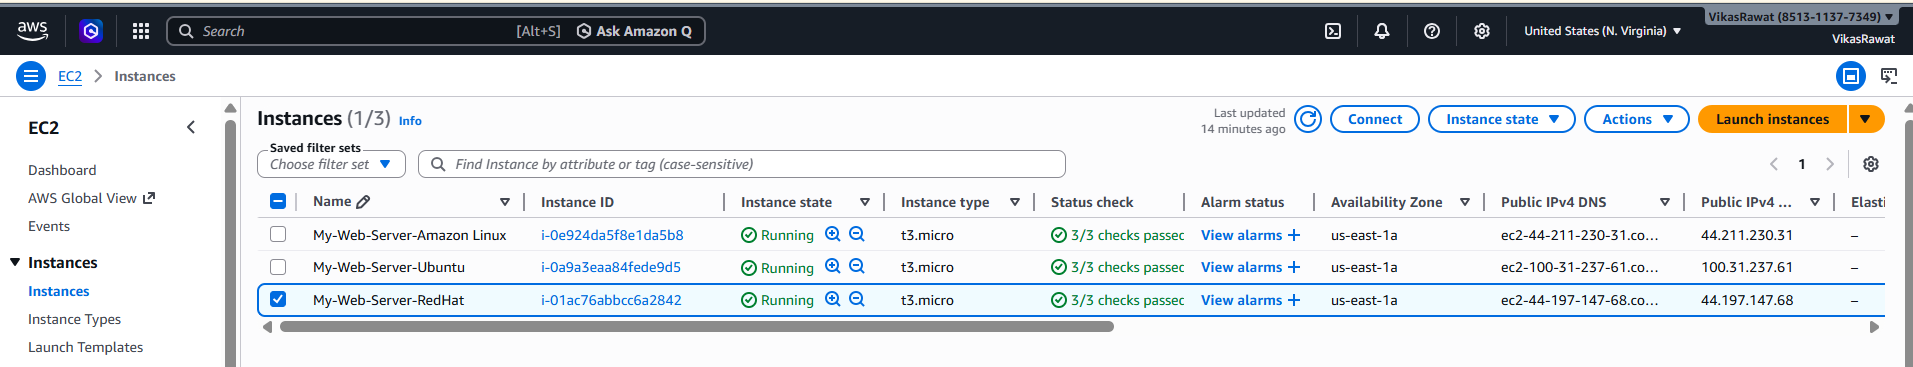 aws Search [Alt+S] Ask Amazon Q United States (N. Virginia) VikasRawat (8513-1137-7349)
VikasRawat
EC2 Instances
EC2
Dashboard
AWS Global View
Events
Instances
Instances
Instance Types
Launch Templates
Instances (1/3) Info Last updated 14 minutes ago Connect Instance state Actions Launch instances
Saved filter sets
Choose filter set Find Instance by attribute or tag (case-sensitive) 1
Name Instance ID Instance state Instance type Status check Alarm status Availability Zone Public IPv4 DNS Public IPv4 ... Elasti
My-Web-Server-Amazon Linux i-0e924da5f8e1da5b8 Running t3.micro 3/3 checks passed View alarms + us-east-1a ec2-44-211-230-31.co... 44.211.230.31 –
My-Web-Server-Ubuntu i-0a9a3eaa84fede9d5 Running t3.micro 3/3 checks passed View alarms + us-east-1a ec2-100-31-237-61.co... 100.31.237.61 –
My-Web-Server-RedHat i-01ac76abbcc6a2842 Running t3.micro 3/3 checks passed View alarms + us-east-1a ec2-44-197-147-68.co... 44.197.147.68 –